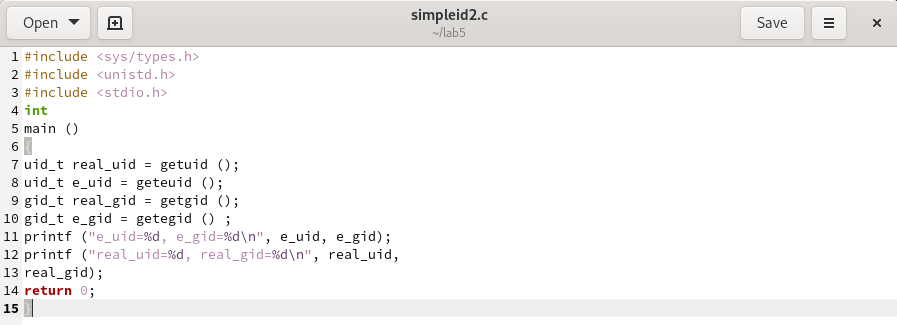 Open
simpleid2.c
~/lab5
Save
1 #include <sys/types.h>
2 #include <unistd.h>
3 #include <stdio.h>
4 int
5 main ()
6 {
7 uid_t real_uid = getuid ();
8 uid_t e_uid = geteuid ();
9 gid_t real_gid = getgid ();
10 gid_t e_gid = getegid () ;
11 printf ("e_uid=%d, e_gid=%d\n", e_uid, e_gid);
12 printf ("real_uid=%d, real_gid=%d\n", real_uid,
13 real_gid);
14 return 0;
15 }